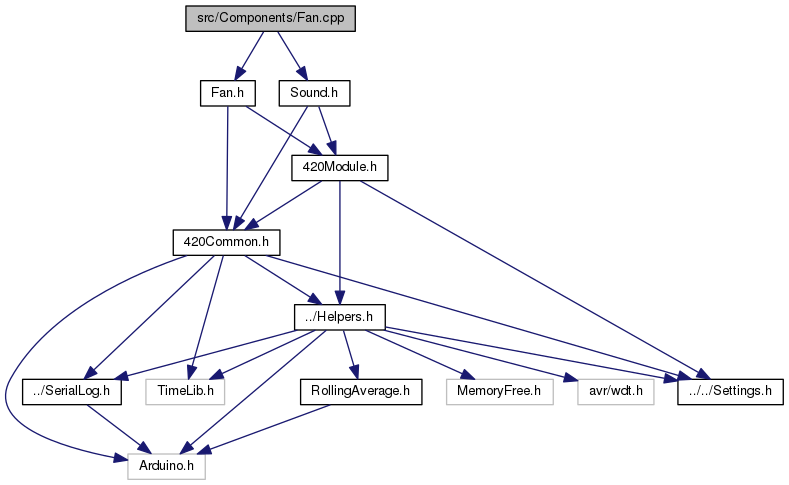 src/Components/Fan.cpp
Fan.h
Sound.h
420Module.h
420Common.h
../Helpers.h
../SerialLog.h
TimeLib.h
RollingAverage.h
MemoryFree.h
avr/wdt.h
../../Settings.h
Arduino.h